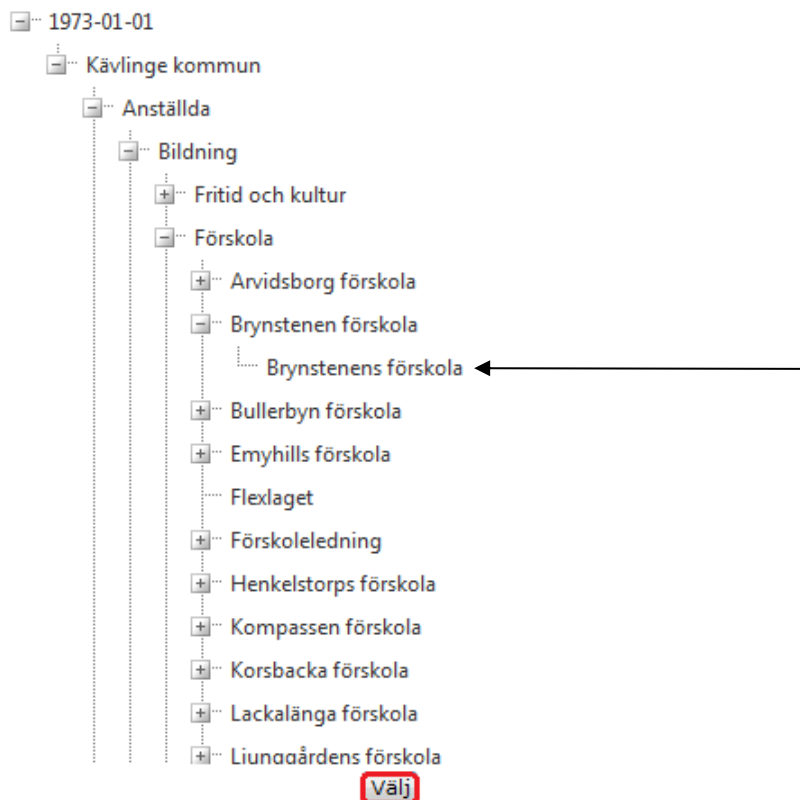 1973-01-01
Kävlinge kommun
Anställda
Bildning
Fritid och kultur
Förskola
Arvidsborg förskola
Brynstenen förskola
Brynstenens förskola
Bullerbyn förskola
Emyhills förskola
Flexlaget
Förskoleledning
Henkelstorps förskola
Kompassen förskola
Korsbacka förskola
Lackalänga förskola
Ljunggårdens förskola
Välj